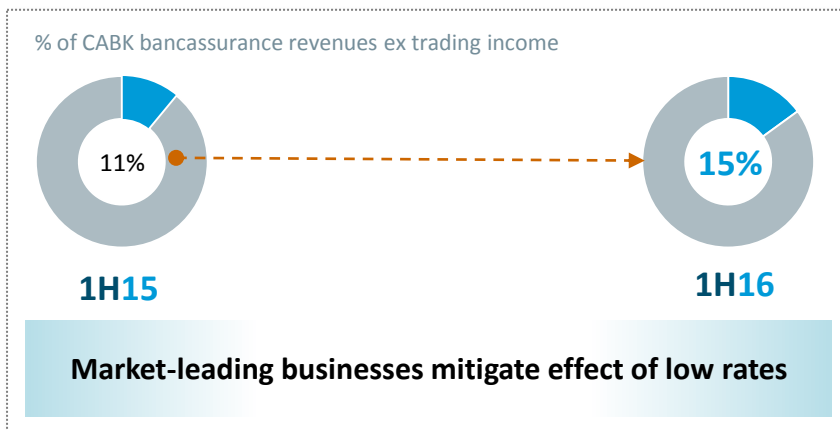 % of CABK bancassurance revenues ex trading income
11%
15%
1H15
1H16
Market-leading businesses mitigate effect of low rates